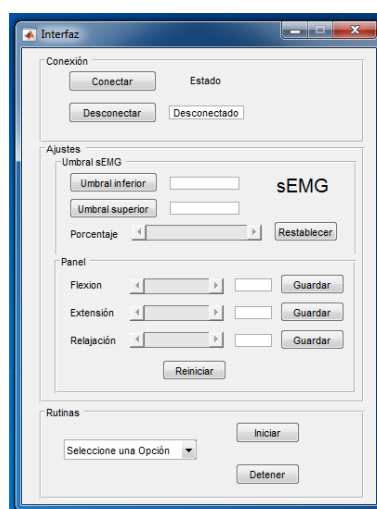 Interfaz
Conexión
Conectar Estado
Desconectar Desconectado
Ajustes
Umbral sEMG
Umbral inferior sEMG
Umbral superior
Porcentaje Restablecer
Panel
Flexion Guardar
Extensión Guardar
Relajación Guardar
Reiniciar
Rutinas
Iniciar
Seleccione una Opción
Detener